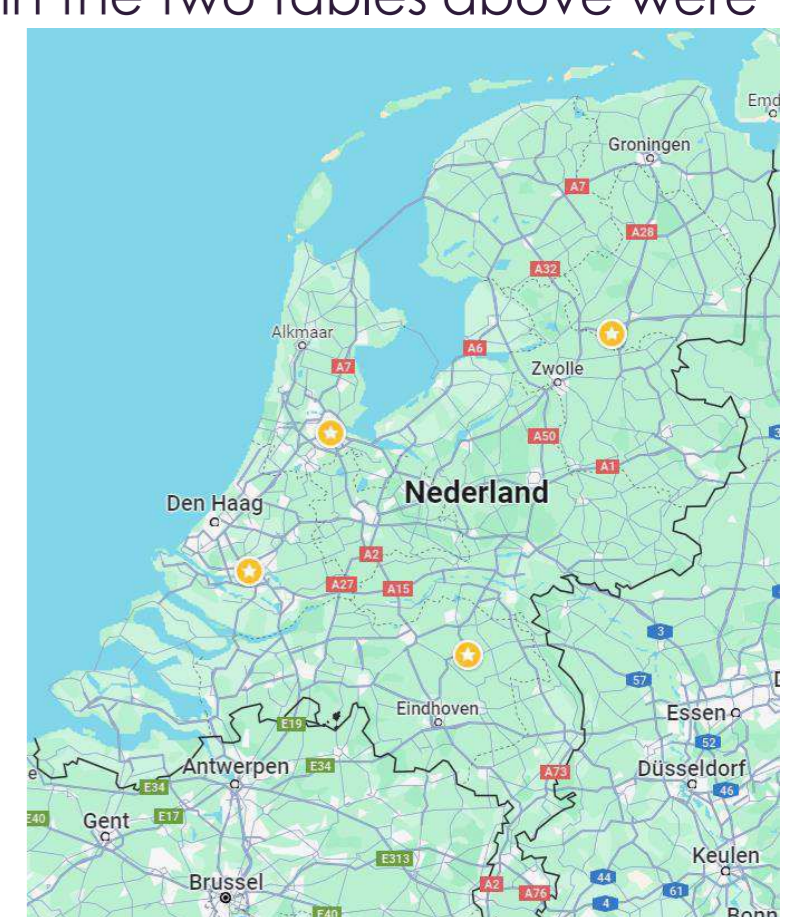 in the two tables above were
Emd
Groningen
A7
A28
A32
Alkmaar
A6
A7
Zwolle
A50
A1
Nederland
Den Haag
A2
A27
A15
3
57
Eindhoven
Essen
E19
52
Antwerpen
E34
A73
Düsseldorf
E34
46
e
E40
Gent
E17
Keulen
E313
Brussel
A2
A76
44
61
4
E40
Bonn